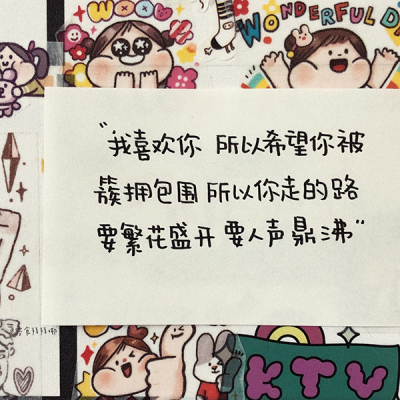 WOOW
WONDERFUL D
“我喜欢你 所以希望你被
簇拥包围 所以你走的路
要繁花盛开 要人声鼎沸”
KTV